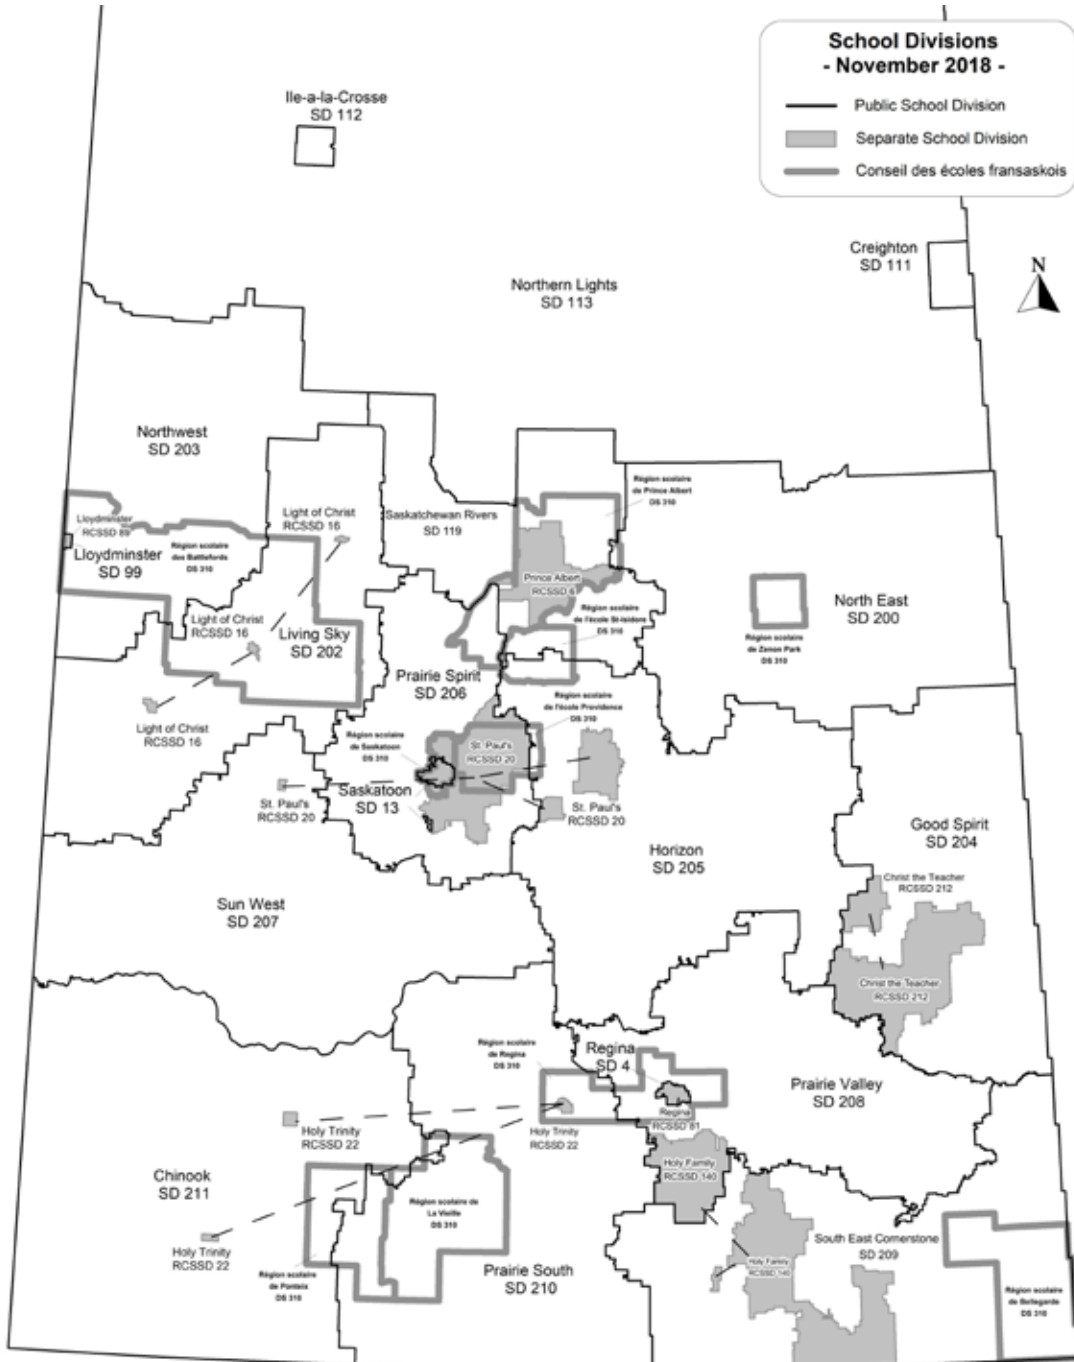 School Divisions
- November 2018 -
Public School Division
Separate School Division
Conseil des écoles fransaskois
Ile-a-la-Crosse
SD 112
Creighton
SD 111
N
Northern Lights
SD 113
Northwest
SD 203
Région scolaire
de Prince Albert
DS 310
Light of Christ
RCSSD 16
Saskatchewan Rivers
SD 119
Lloydminster
RCSSD 89
Lloydminster
SD 99
Région scolaire
des Battlefords
DS 310
Prince Albert
RCSSD 6
Light of Christ
RCSSD 16
Living Sky
SD 202
Région scolaire
de l'école St-Isidore
DS 310
North East
SD 200
Région scolaire
de Zenon Park
DS 310
Prairie Spirit
SD 206
Light of Christ
RCSSD 16
Région scolaire
de l'école Providence
DS 310
Région scolaire
de Saskatoon
DS 310
St. Paul's
RCSSD 20
Saskatoon
SD 13
St. Paul's
RCSSD 20
St. Paul's
RCSSD 20
Horizon
SD 205
Good Spirit
SD 204
Christ the Teacher
RCSSD 212
Sun West
SD 207
Christ the Teacher
RCSSD 212
Région scolaire
de Regina
DS 310
Regina
SD 4
Prairie Valley
SD 208
Holy Trinity
RCSSD 22
Holy Trinity
RCSSD 22
Regina
RCSSD 81
Chinook
SD 211
Holy Family
RCSSD 140
Région scolaire de
La Vieille
DS 310
Holy Trinity
RCSSD 22
South East Cornerstone
SD 209
Holy Family
RCSSD 140
Région scolaire
de Ponteix
DS 310
Prairie South
SD 210
Région scolaire
de Bellegarde
DS 310